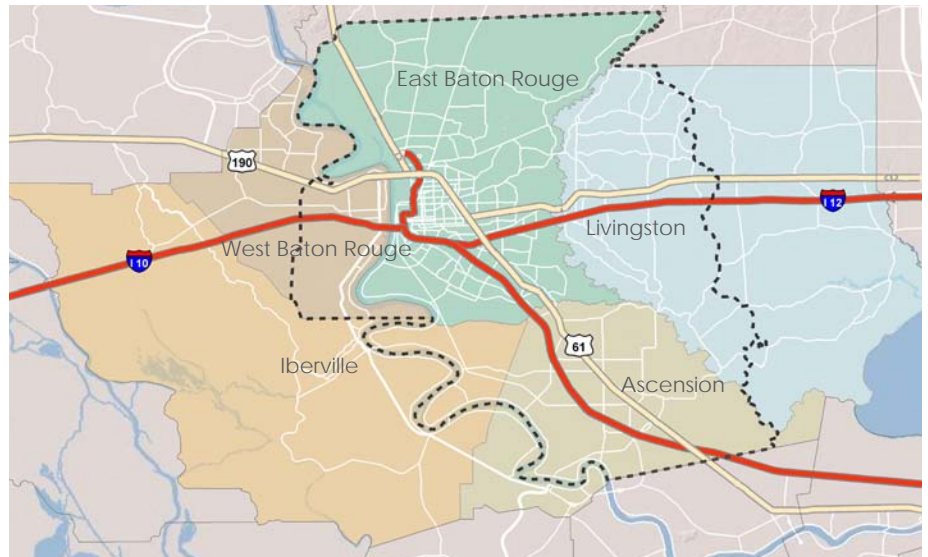 East Baton Rouge
190
I 12
Livingston
West Baton Rouge
I 10
61
Iberville
Ascension